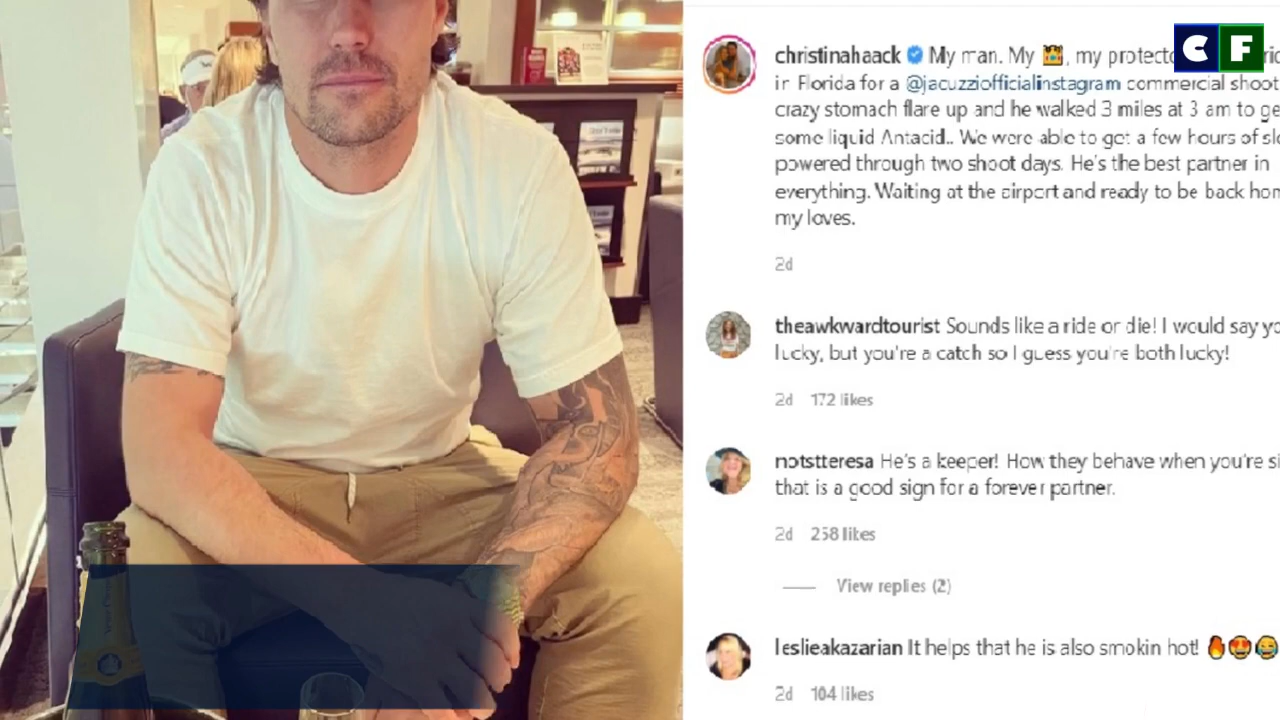 C F
christinahaack My man. My 👑, my protecto
in Florida for a @jacuzziofficialinstagram commercial shoot
crazy stomach flare up and he walked 3 miles at 3 am to ge
some liquid Antacid.. We were able to get a few hours of sl
powered through two shoot days. He's the best partner in
everything. Waiting at the airport and ready to be back hom
my loves.
2d
theawkwardtourist Sounds like a ride or die! I would say yo
lucky, but you're a catch so I guess you're both lucky!
2d 172 likes
notstteresa He's a keeper! How they behave when you're si
that is a good sign for a forever partner.
2d 258 likes
View replies (2)
leslieakazarian It helps that he is also smokin hot! 🔥😍😂
2d 104 likes